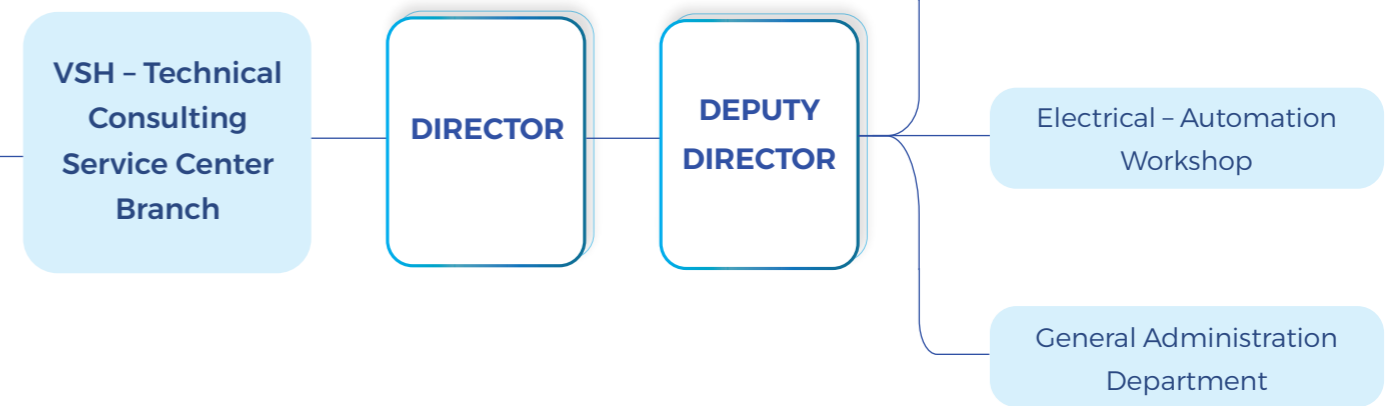 VSH – Technical
Consulting
Service Center
Branch
DIRECTOR
DEPUTY
DIRECTOR
Electrical – Automation
Workshop
General Administration
Department